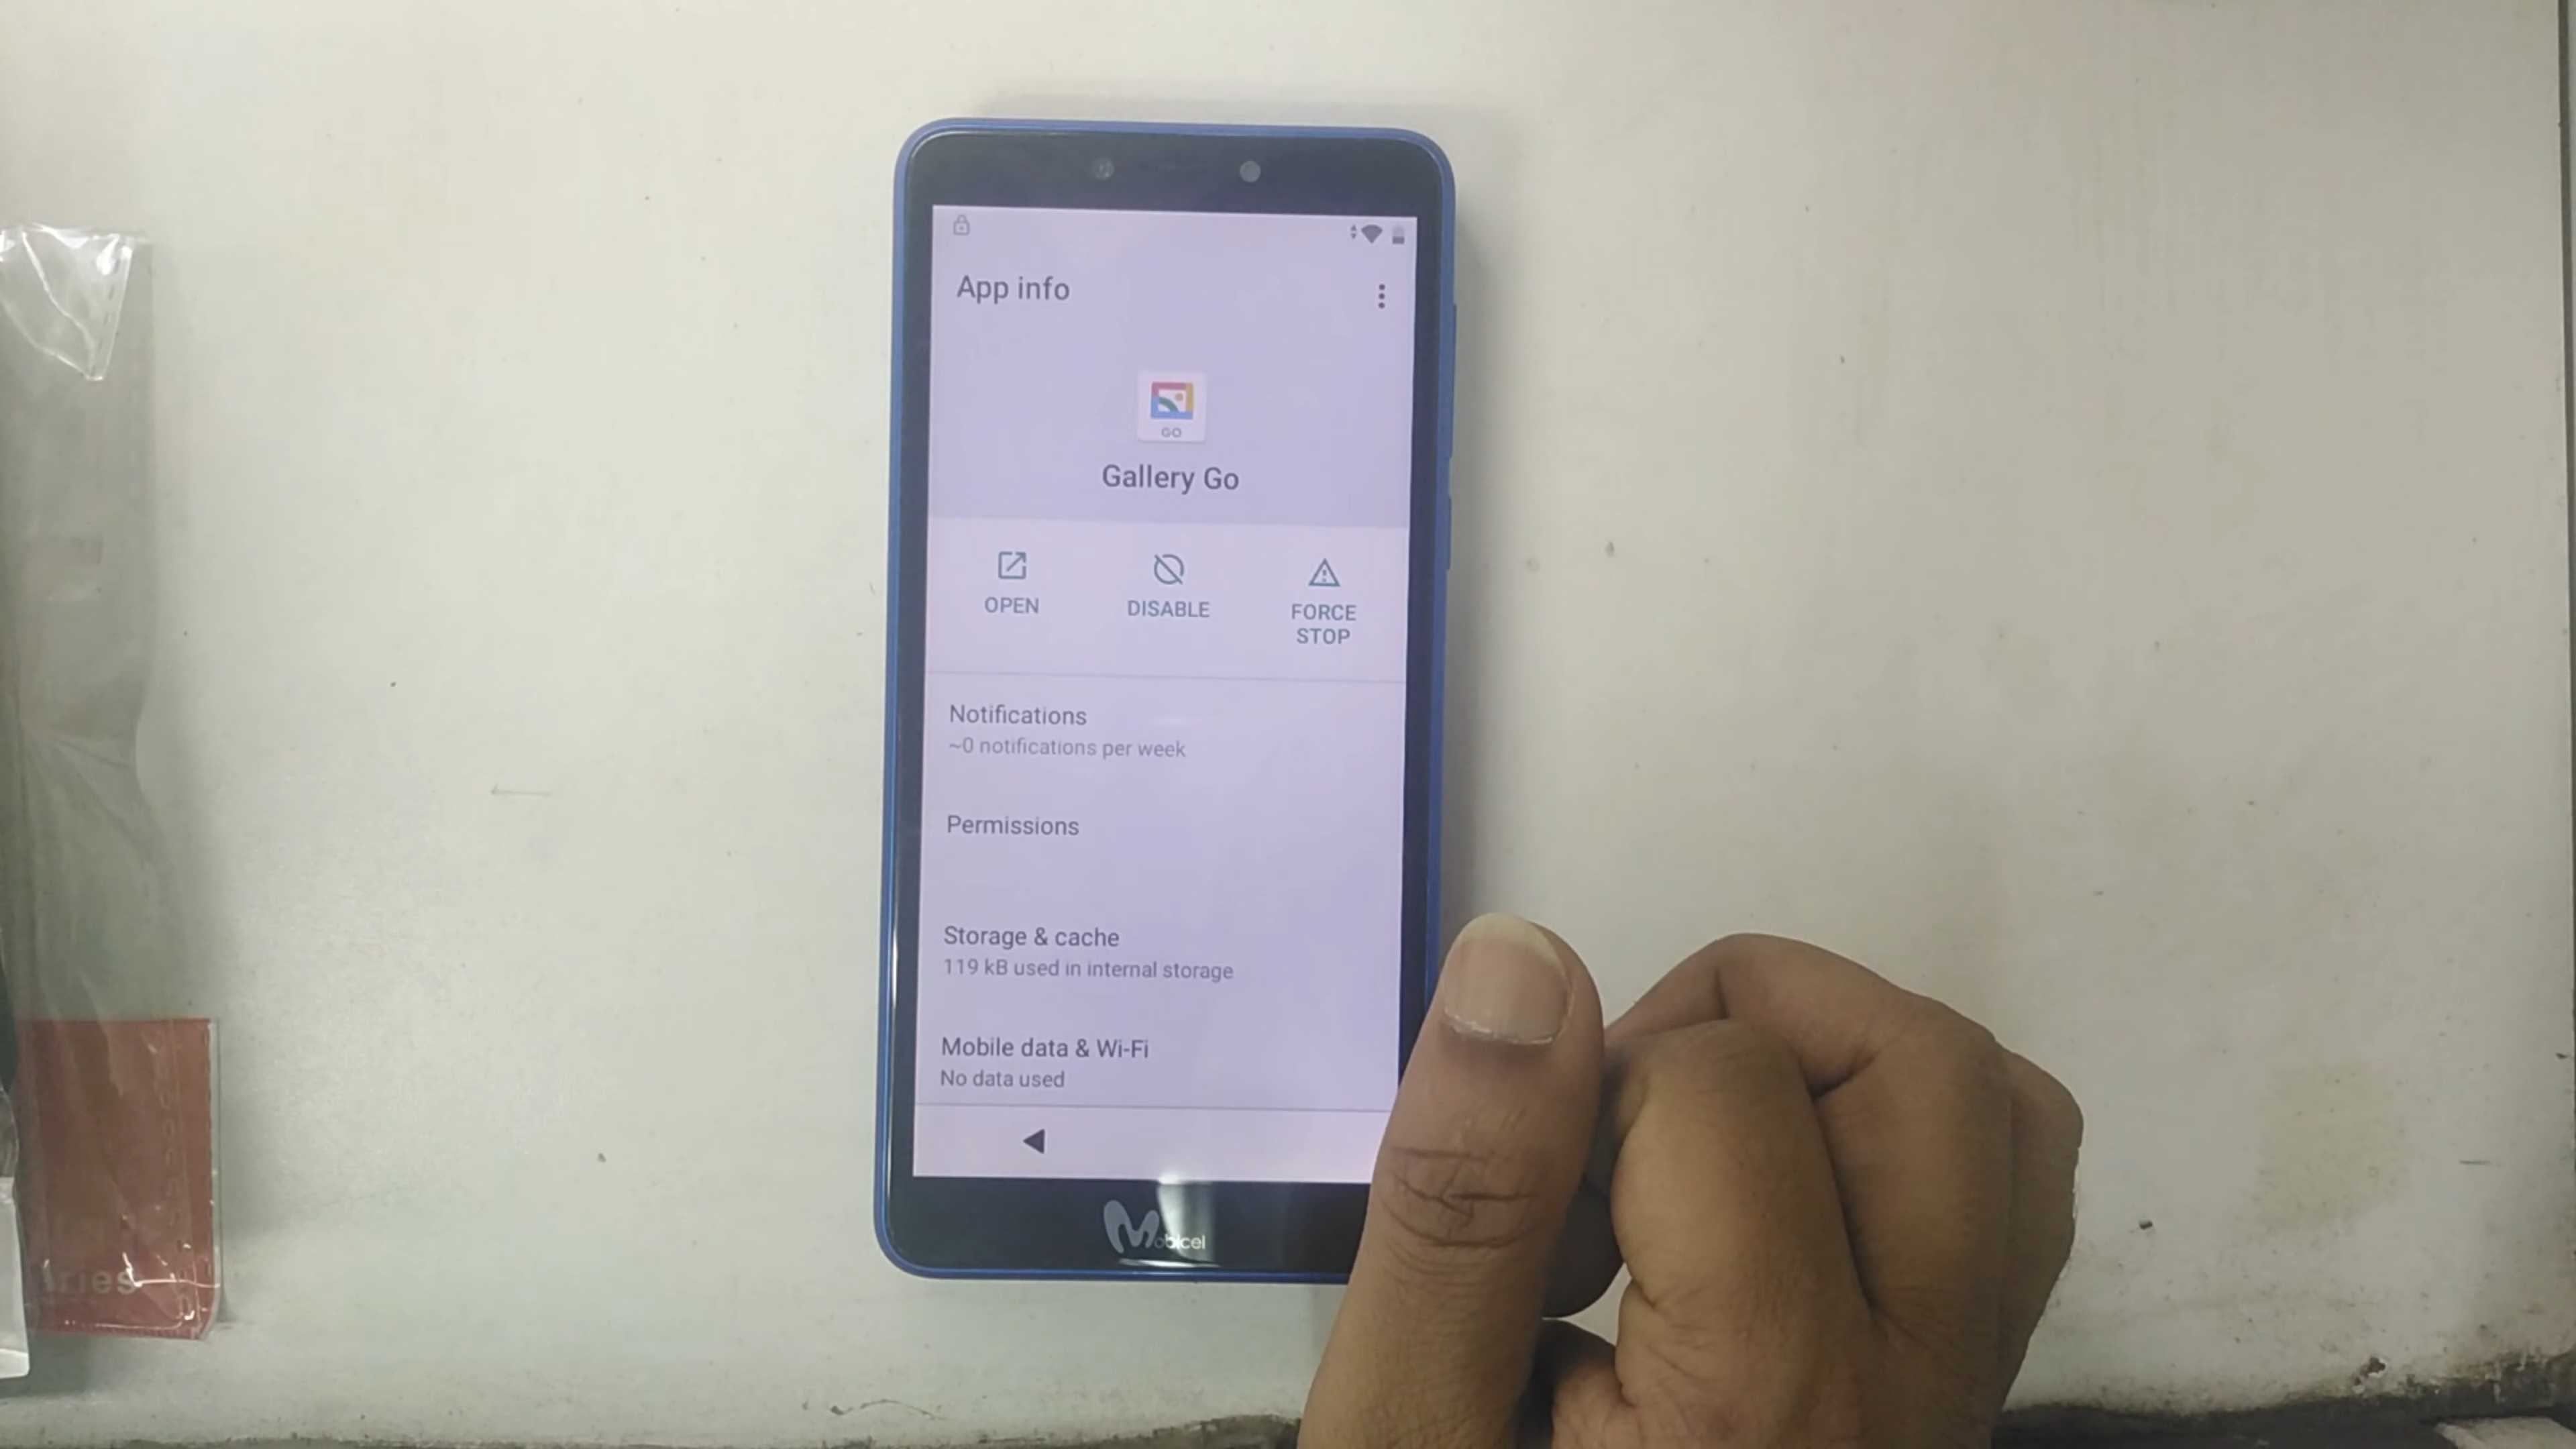 App info
GO
Gallery Go
OPEN
DISABLE
FORCE
STOP
Notifications
~0 notifications per week
Permissions
Storage & cache
119 kB used in internal storage
Mobile data & Wi-Fi
No data used
Mobicel